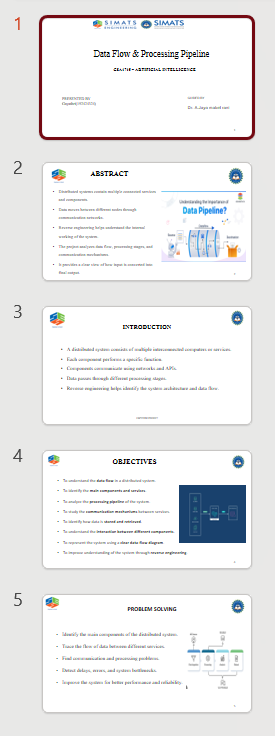 1
SIMATS
ENGINEERING
SIMATS
Data Flow & Processing Pipeline
ARTIFICIAL INTELLIGENCE
PRESENTED BY
2
ABSTRACT
Distributed systems contain multiple connected services
and components.
Data moves between different nodes through
communication networks.
Reverse engineering helps understand the internal
working of the system.
The project analyzes data flow, processing stages, and
communication mechanisms.
It provides a clear view of how input is converted into
final output.
Understanding the Importance of
Data Pipeline?
3
INTRODUCTION
A distributed system consists of multiple interconnected computers or services.
Each component performs a specific function.
Components communicate using networks and APIs.
Data passes through different processing stages.
Reverse engineering helps identify the system architecture and data flow.
4
OBJECTIVES
To understand the data flow in a distributed system.
To identify the main components and services.
To analyze the processing pipeline of the system.
To study the communication mechanisms between services.
To identify how data is stored and retrieved.
To understand the interaction between different components.
To represent the system using a clear data flow diagram.
To improve understanding of the system through reverse engineering.
5
PROBLEM SOLVING
Identify the main components of the distributed system.
Trace the flow of data between different services.
Find communication and processing problems.
Detect delays, errors, and system bottlenecks.
Improve the system for better performance and reliability.